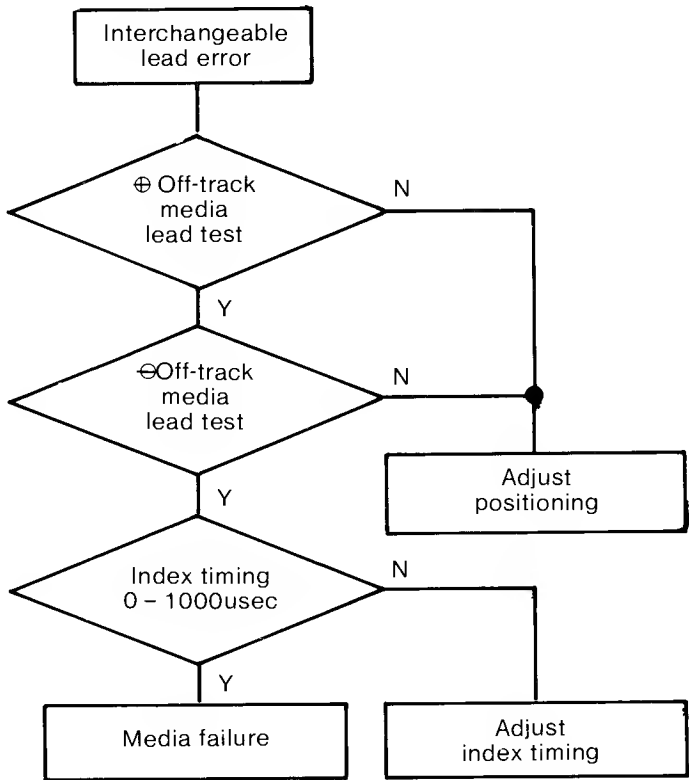 Interchangeable
lead error
⊕ Off-track
media
lead test
N
Y
⊖Off-track
media
lead test
N
Y
Adjust
positioning
Index timing
0 – 1000usec
N
Y
Media failure
Adjust
index timing